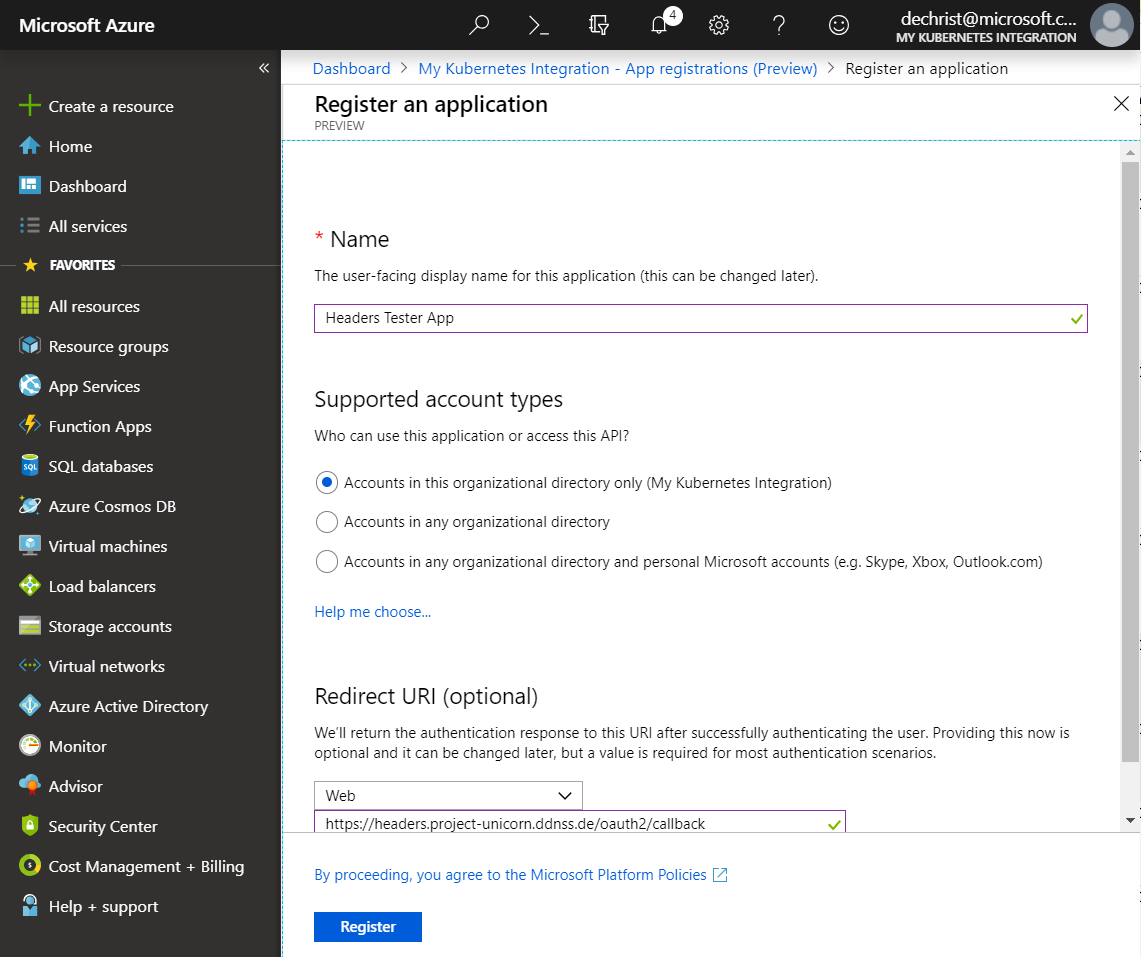 Microsoft Azure
4
dechrist@microsoft.c...
MY KUBERNETES INTEGRATION
Create a resource
Home
Dashboard
All services
FAVORITES
All resources
Resource groups
App Services
Function Apps
SQL
SQL databases
Azure Cosmos DB
Virtual machines
Load balancers
Storage accounts
Virtual networks
Azure Active Directory
Monitor
Advisor
Security Center
Cost Management + Billing
Help + support
Dashboard > My Kubernetes Integration - App registrations (Preview) > Register an application
Register an application
PREVIEW
* Name
The user-facing display name for this application (this can be changed later).
Headers Tester App
Supported account types
Who can use this application or access this API?
Accounts in this organizational directory only (My Kubernetes Integration)
Accounts in any organizational directory
Accounts in any organizational directory and personal Microsoft accounts (e.g. Skype, Xbox, Outlook.com)
Help me choose...
Redirect URI (optional)
We'll return the authentication response to this URI after successfully authenticating the user. Providing this now is
optional and it can be changed later, but a value is required for most authentication scenarios.
Web
https://headers.project-unicorn.ddnss.de/oauth2/callback
By proceeding, you agree to the Microsoft Platform Policies
Register